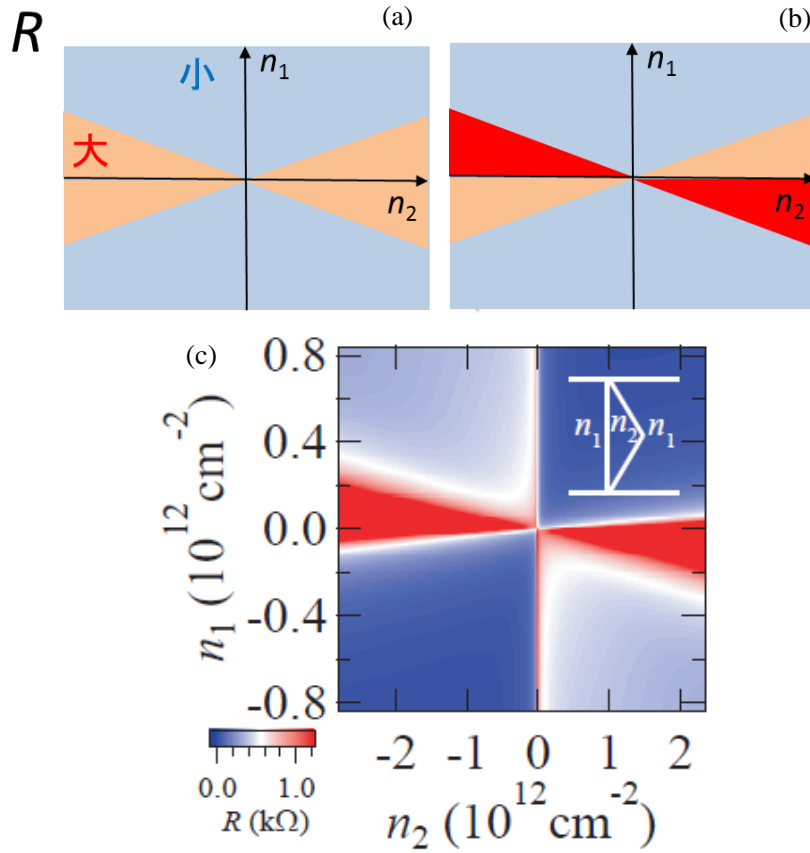 R
(a)
小
n1
大
n2
(b)
n1
n2
(c)
n1 (10^12 cm^-2)
0.8
0.4
0.0
-0.4
-0.8
n1 n2 n1
-2 -1 0 1 2
n2 (10^12 cm^-2)
0.0 1.0
R (kΩ)